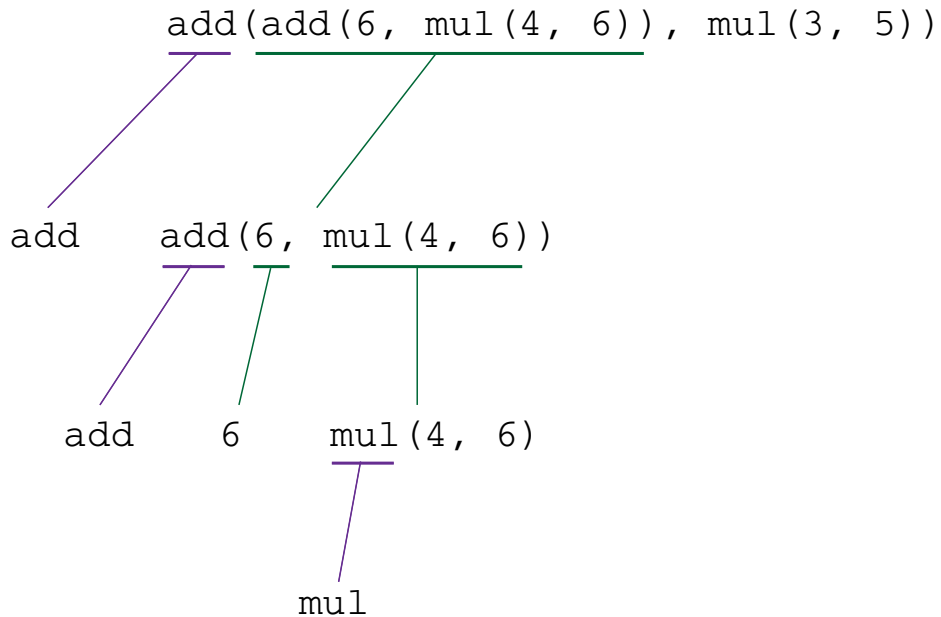 add(add(6, mul(4, 6)), mul(3, 5))
add add(6, mul(4, 6))
add 6 mul(4, 6)
mul